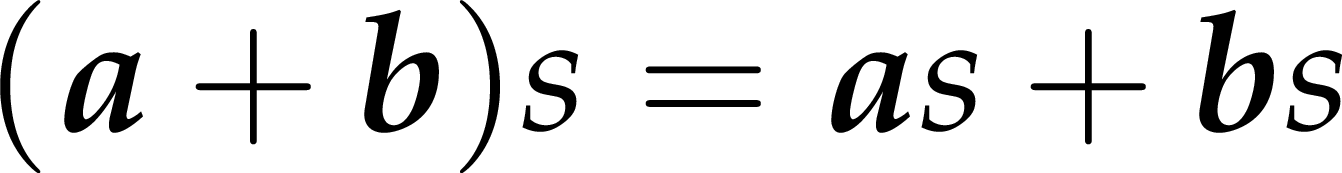 (a + b)s = as + bs